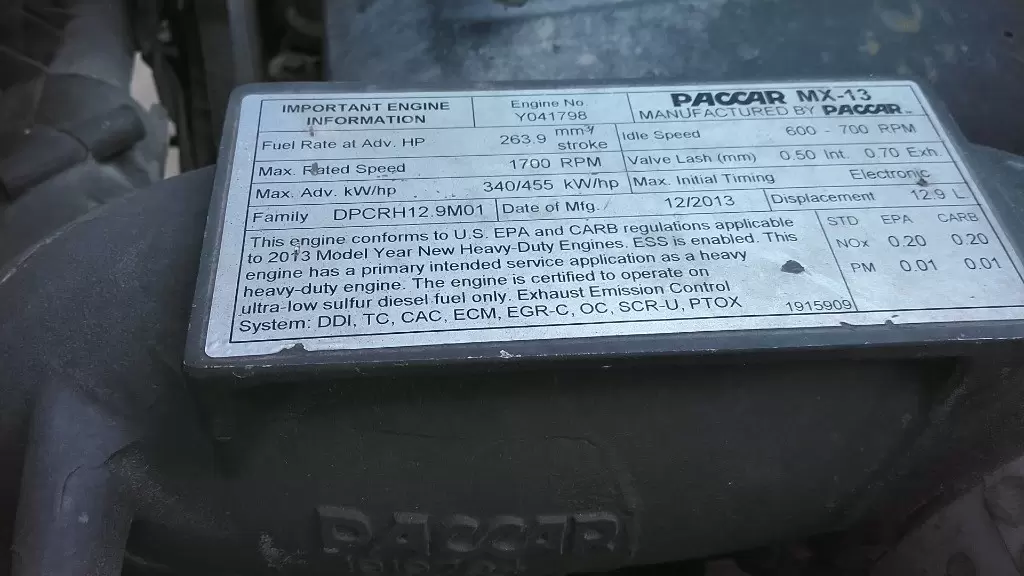 IMPORTANT ENGINE
INFORMATION
Engine No
Y041798
PACCAR MX-13
MANUFACTURED BY PACCAR
Fuel Rate at Adv. HP 263.9 mm³/
stroke
Idle Speed 600 - 700 RPM
Max. Rated Speed 1700 RPM
Valve Lash (mm) 0.50 Int. 0.70 Exh.
Max. Adv. kW/hp 340/455 kW/hp
Max. Initial Timing Electronic
Family DPCRH12.9M01
Date of Mfg. 12/2013
Displacement 12.9 L
This engine conforms to U.S. EPA and CARB regulations applicable
to 2013 Model Year New Heavy-Duty Engines. ESS is enabled. This
engine has a primary intended service application as a heavy
heavy-duty engine. The engine is certified to operate on
ultra-low sulfur diesel fuel only. Exhaust Emission Control
System: DDI, TC, CAC, ECM, EGR-C, OC, SCR-U, PTOX
1915909
STD EPA CARB
NOx 0.20 0.20
PM 0.01 0.01
PACCAR